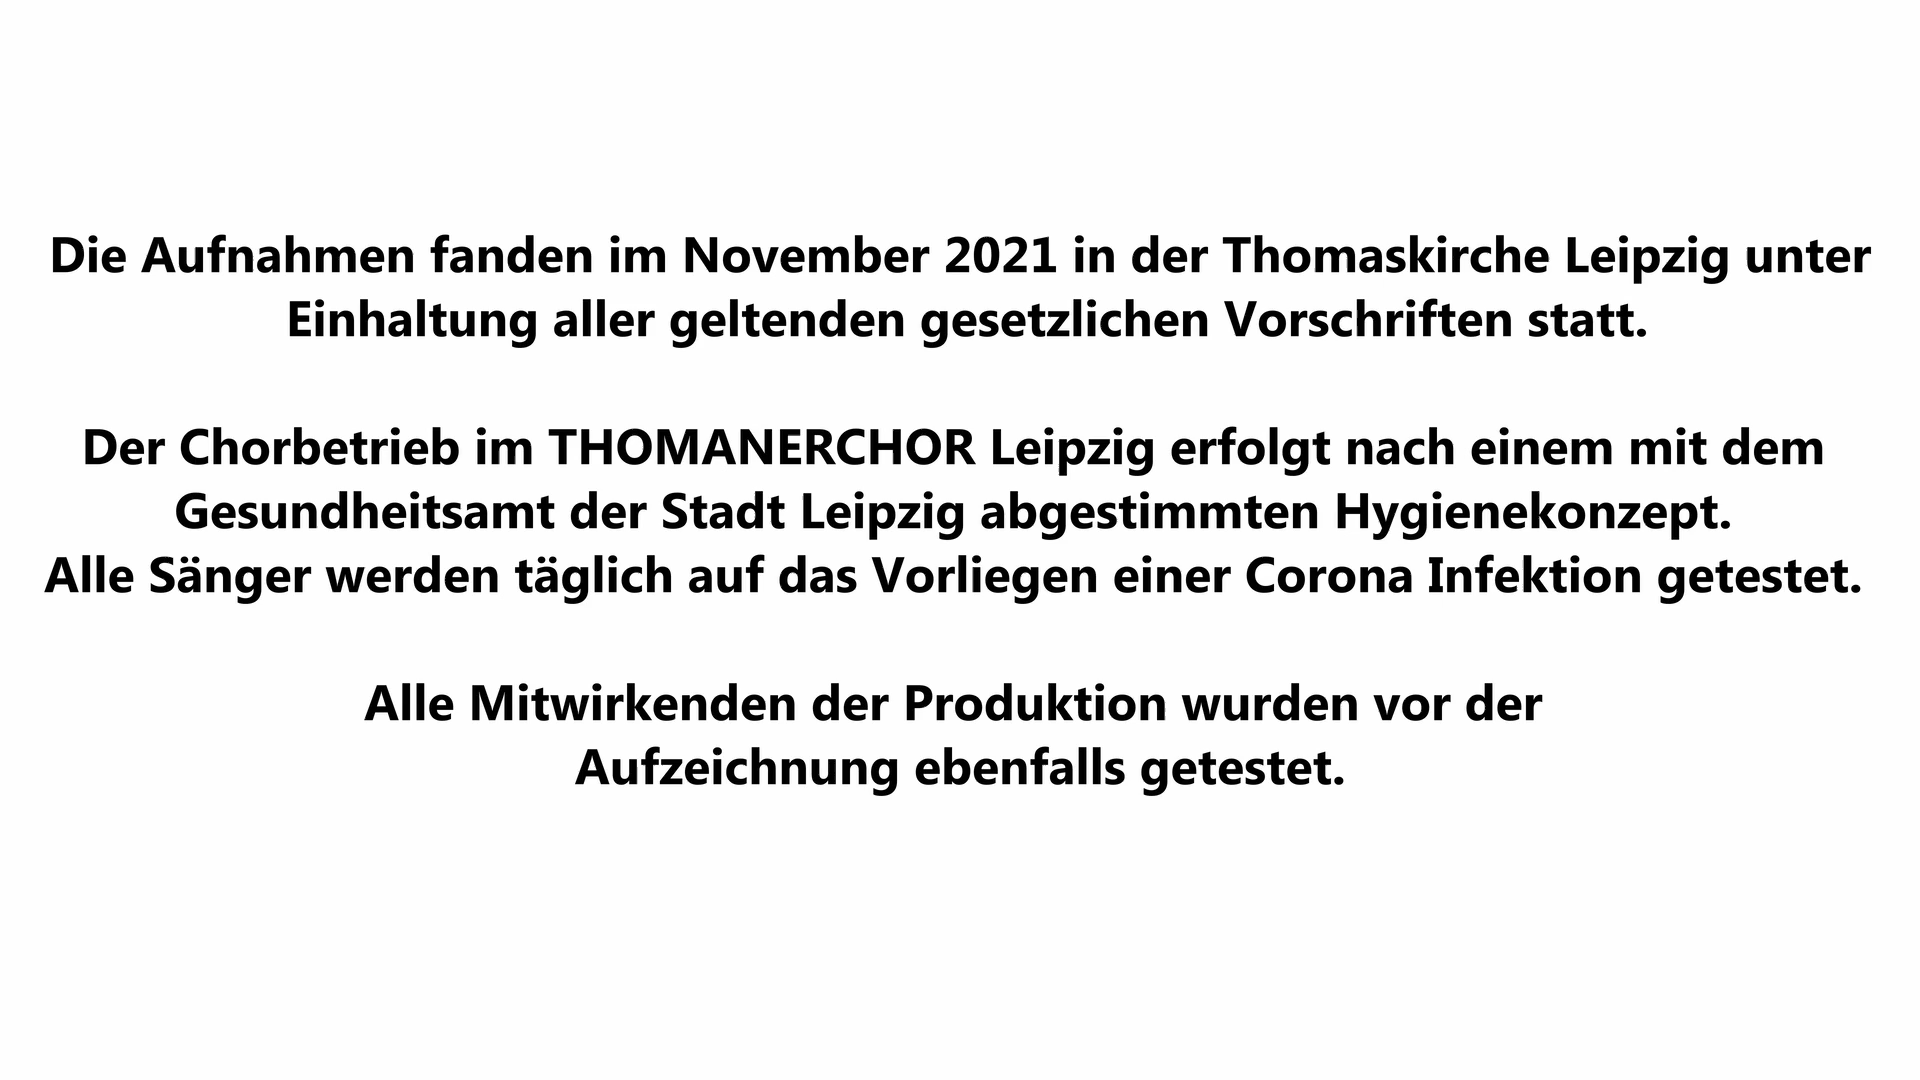 Die Aufnahmen fanden im November 2021 in der Thomaskirche Leipzig unter
Einhaltung aller geltenden gesetzlichen Vorschriften statt.
Der Chorbetrieb im THOMANERCHOR Leipzig erfolgt nach einem mit dem
Gesundheitsamt der Stadt Leipzig abgestimmten Hygienekonzept.
Alle Sänger werden täglich auf das Vorliegen einer Corona Infektion getestet.
Alle Mitwirkenden der Produktion wurden vor der
Aufzeichnung ebenfalls getestet.